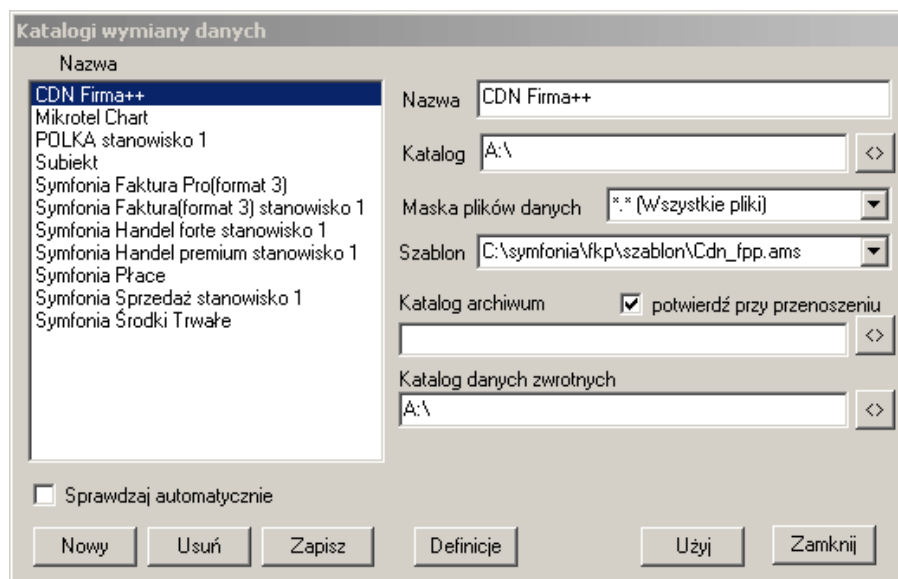 Katalogi wymiany danych
Nazwa
CDN Firma++
Mikrotel Chart
POLKA stanowisko 1
Subiekt
Symfonia Faktura Pro(format 3)
Symfonia Faktura(format 3) stanowisko 1
Symfonia Handel forte stanowisko 1
Symfonia Handel premium stanowisko 1
Symfonia Płace
Symfonia Sprzedaż stanowisko 1
Symfonia Środki Trwałe
Nazwa CDN Firma++
Katalog A:\ <>
Maska plików danych *.* (Wszystkie pliki)
Szablon C:\symfonia\fkp\szablon\Cdn_fpp.ams
Katalog archiwum potwierdź przy przenoszeniu
<>
Katalog danych zwrotnych
A:\ <>
Sprawdzaj automatycznie
Nowy Usuń Zapisz Definicje Użyj Zamknij